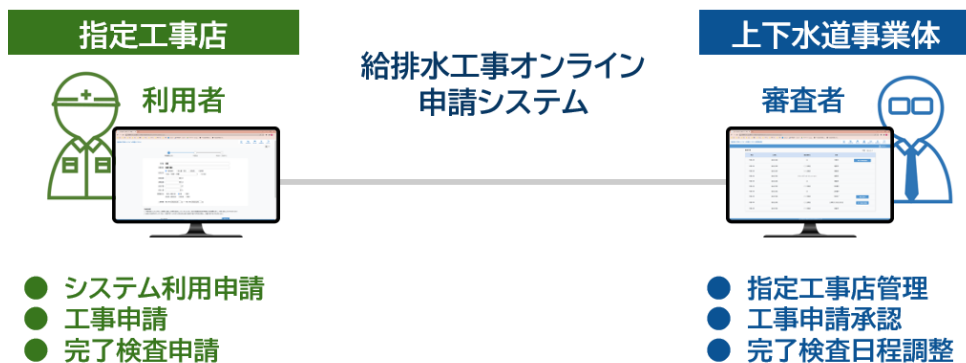 指定工事店
利用者
給排水工事オンライン
申請システム
上下水道事業体
審査者
● システム利用申請
● 工事申請
● 完了検査申請
● 指定工事店管理
● 工事申請承認
● 完了検査日程調整